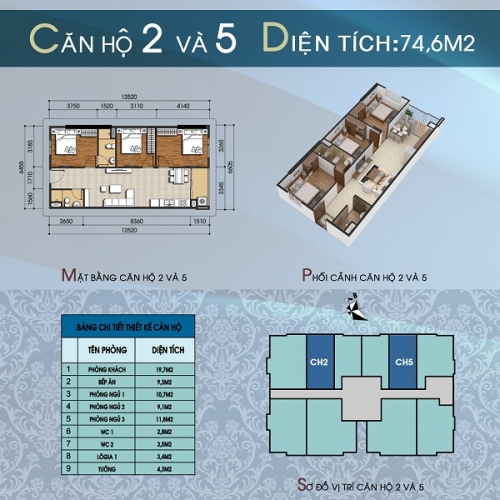 CĂN HỘ 2 VÀ 5 DIỆN TÍCH:74,6M2
12520
3750 1520 3110 4140
3185
1710
1560
6455
3260
3345
6605
2650 8360 1510
12520
MẶT BẰNG CĂN HỘ 2 VÀ 5
PHỐI CẢNH CĂN HỘ 2 VÀ 5
BẢNG CHI TIẾT THIẾT KẾ CĂN HỘ
TÊN PHÒNG DIỆN TÍCH
1 PHÒNG KHÁCH 19,7M2
2 BẾP ĂN 9,3M2
3 PHÒNG NGỦ 1 10,7M2
4 PHÒNG NGỦ 2 9,1M2
5 PHÒNG NGỦ 3 11,8M2
6 WC 1 2,8M2
7 WC 2 3,5M2
8 LÔGIA 1 3,4M2
9 TƯỜNG 4,3M2
CH2 CH5
SƠ ĐỒ VỊ TRÍ CĂN HỘ 2 VÀ 5